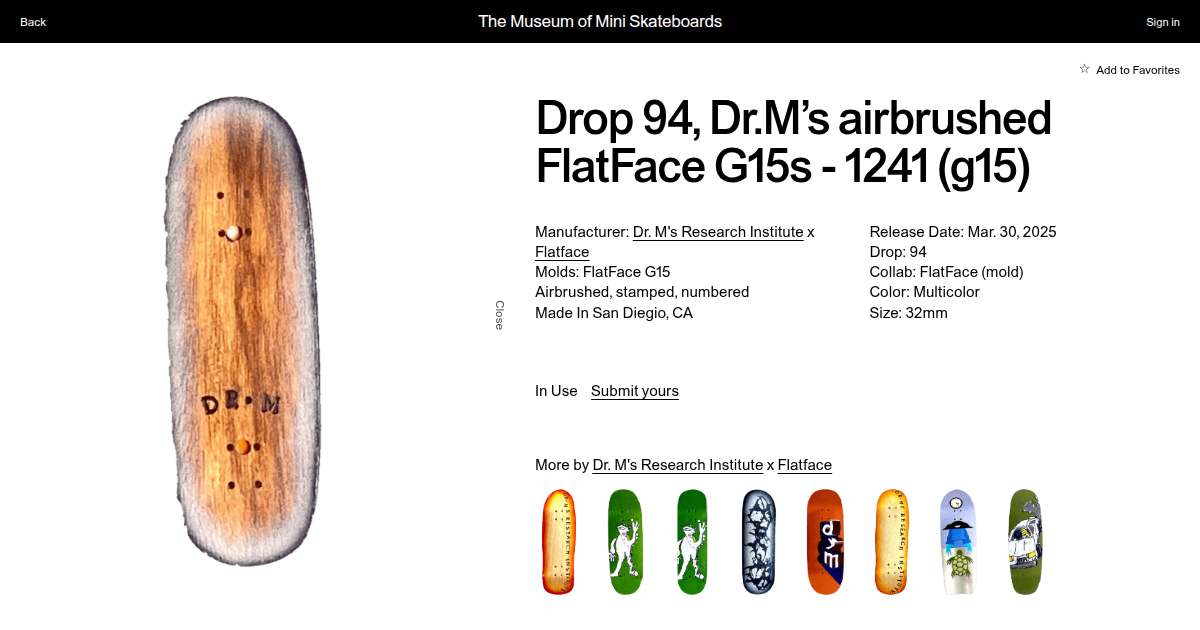 Back
The Museum of Mini Skateboards
Sign in
☆ Add to Favorites
Drop 94, Dr.M’s airbrushed
FlatFace G15s - 1241 (g15)
Manufacturer: Dr. M's Research Institute x
Flatface
Molds: FlatFace G15
Airbrushed, stamped, numbered
Made In San Diegio, CA
Release Date: Mar. 30, 2025
Drop: 94
Collab: FlatFace (mold)
Color: Multicolor
Size: 32mm
Close
DR. M
In Use
Submit yours
More by Dr. M's Research Institute x Flatface